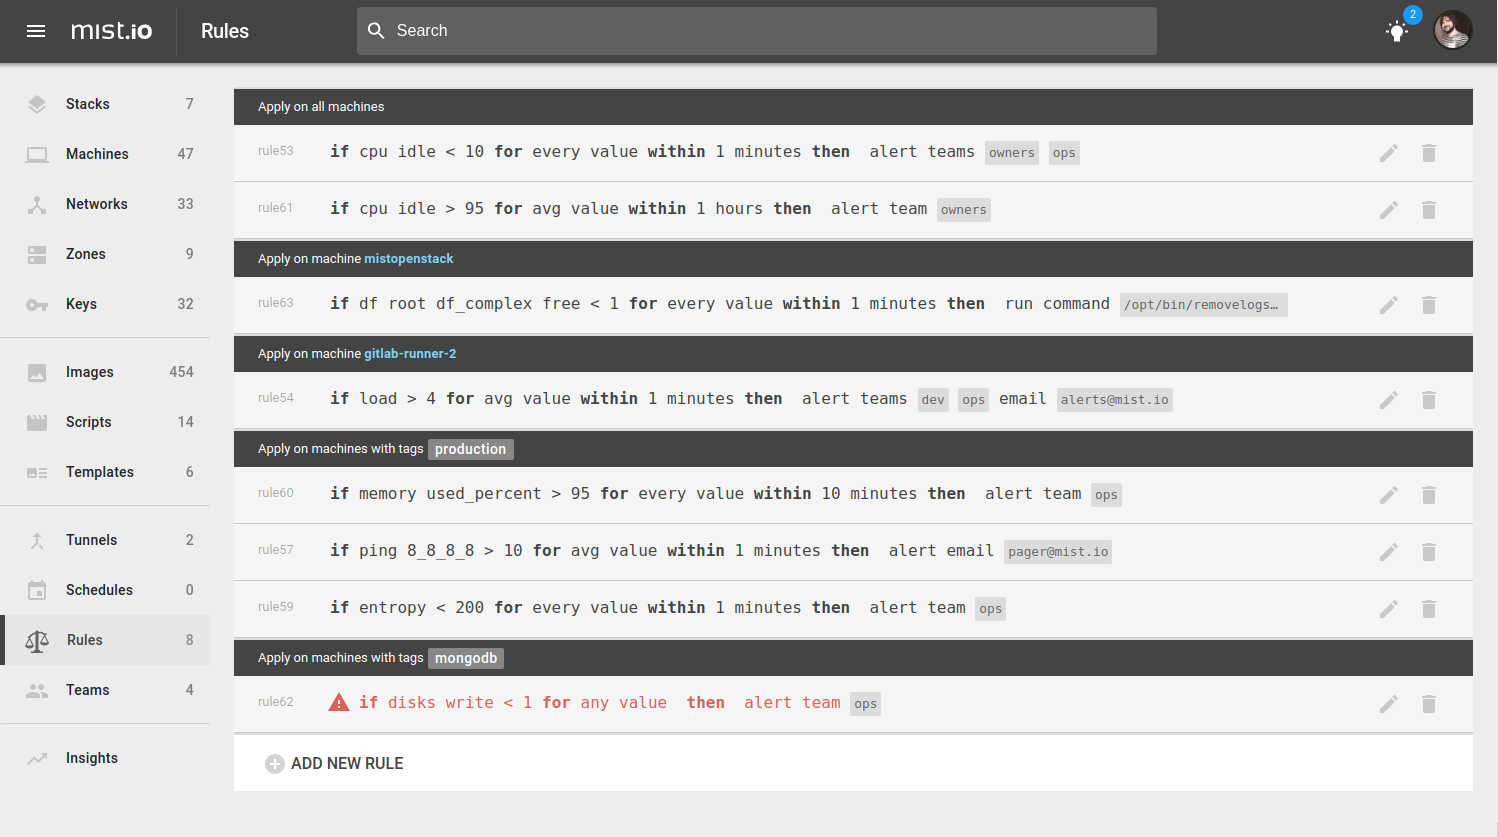 mist.io
Rules
Search
2
Stacks 7
Machines 47
Networks 33
Zones 9
Keys 32
Images 454
Scripts 14
Templates 6
Tunnels 2
Schedules 0
Rules 8
Teams 4
Insights
Apply on all machines
rule53 if cpu idle < 10 for every value within 1 minutes then alert teams owners ops
rule61 if cpu idle > 95 for avg value within 1 hours then alert team owners
Apply on machine mistopenstack
rule63 if df root df_complex free < 1 for every value within 1 minutes then run command /opt/bin/removelogs…
Apply on machine gitlab-runner-2
rule54 if load > 4 for avg value within 1 minutes then alert teams dev ops email alerts@mist.io
Apply on machines with tags production
rule60 if memory used_percent > 95 for every value within 10 minutes then alert team ops
rule57 if ping 8_8_8_8 > 10 for avg value within 1 minutes then alert email pager@mist.io
rule59 if entropy < 200 for every value within 1 minutes then alert team ops
Apply on machines with tags mongodb
rule62 if disks write < 1 for any value then alert team ops
ADD NEW RULE